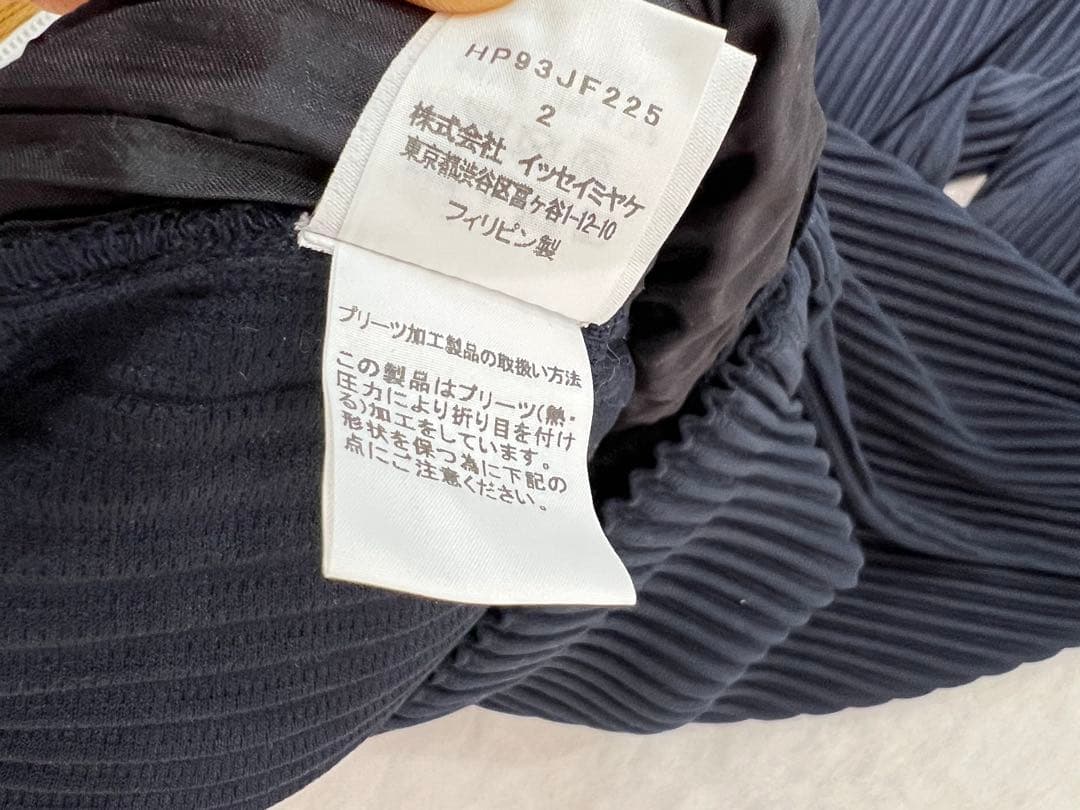 HP93JF225
2
株式会社 イッセイミヤケ
東京都渋谷区富ヶ谷1-12-10
フィリピン製
プリーツ加工製品の取扱い方法
この製品はプリーツ(熱・
圧力により折り目を付け
る)加工をしています。
形状を保つ為に下記の
点にご注意ください。